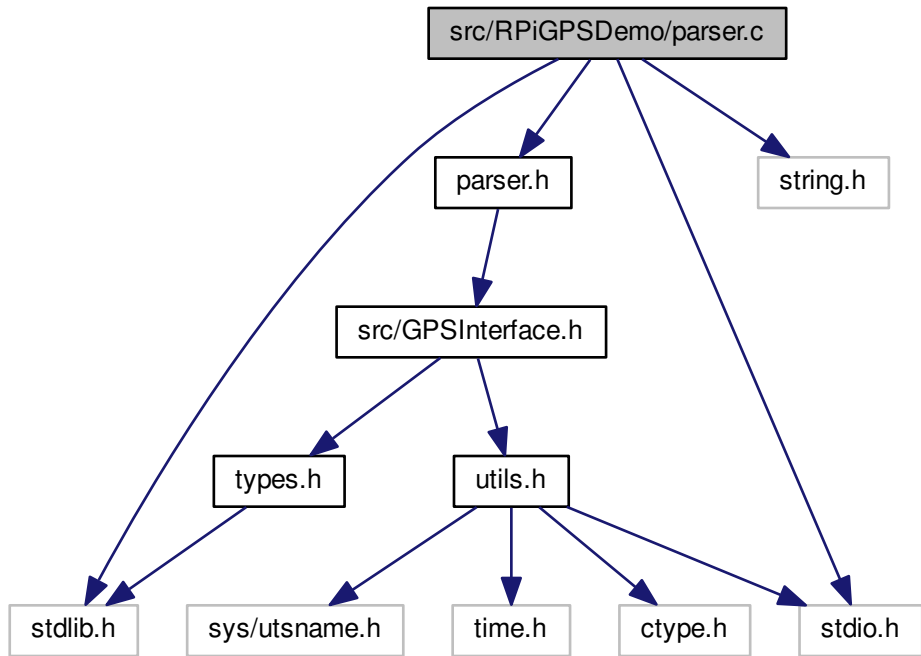 src/RPiGPSDemo/parser.c
parser.h
string.h
src/GPSInterface.h
types.h
utils.h
stdlib.h
sys/utsname.h
time.h
ctype.h
stdio.h